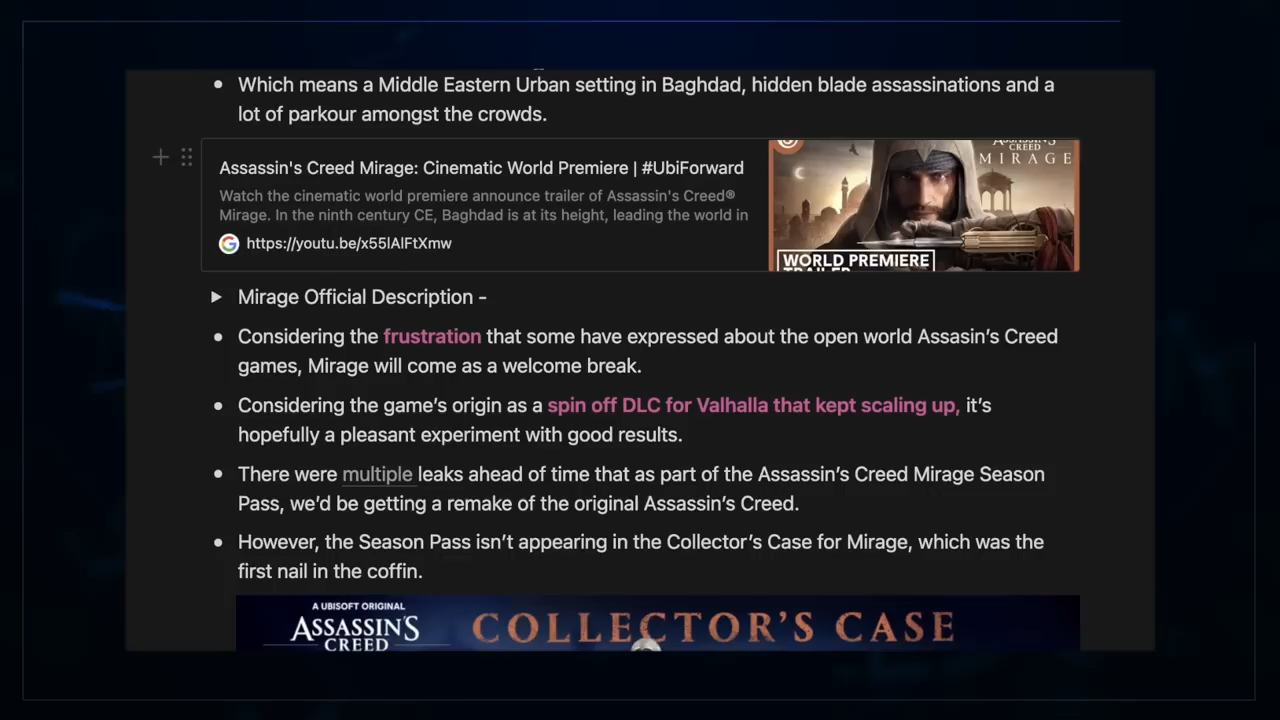 Which means a Middle Eastern Urban setting in Baghdad, hidden blade assassinations and a
lot of parkour amongst the crowds.
Assassin's Creed Mirage: Cinematic World Premiere | #UbiForward
Watch the cinematic world premiere announce trailer of Assassin's Creed®
Mirage. In the ninth century CE, Baghdad is at its height, leading the world in
https://youtu.be/x55lAlFtXmw
CREED
MIRAGE
WORLD PREMIERE
TRAILER
Mirage Official Description -
Considering the frustration that some have expressed about the open world Assasin's Creed
games, Mirage will come as a welcome break.
Considering the game's origin as a spin off DLC for Valhalla that kept scaling up, it's
hopefully a pleasant experiment with good results.
There were multiple leaks ahead of time that as part of the Assassin's Creed Mirage Season
Pass, we'd be getting a remake of the original Assassin's Creed.
However, the Season Pass isn't appearing in the Collector's Case for Mirage, which was the
first nail in the coffin.
A UBISOFT ORIGINAL
ASSASSIN'S
CREED
COLLECTOR'S CASE